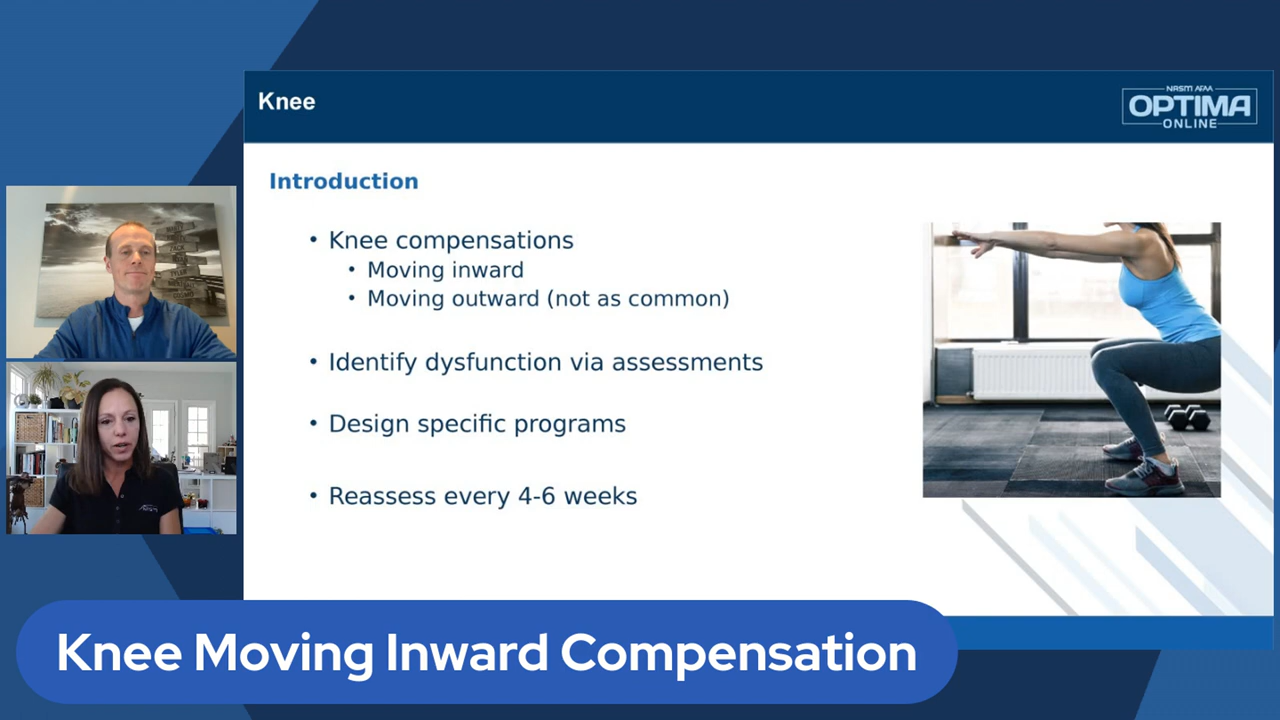 Knee
NASM AFAA
OPTIMA
ONLINE
Introduction
• Knee compensations
• Moving inward
• Moving outward (not as common)
• Identify dysfunction via assessments
• Design specific programs
• Reassess every 4-6 weeks
Knee Moving Inward Compensation